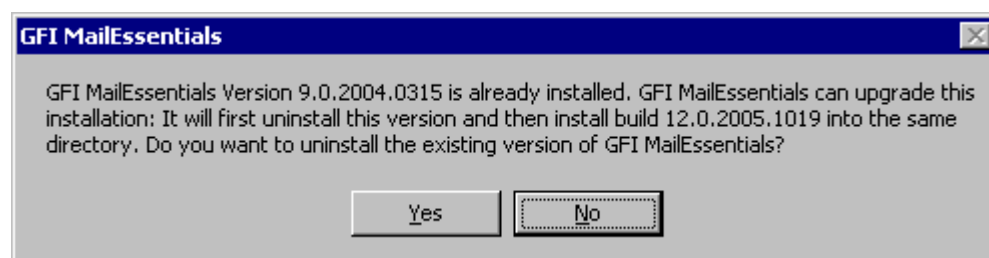 GFI MailEssentials
GFI MailEssentials Version 9.0.2004.0315 is already installed. GFI MailEssentials can upgrade this
installation: It will first uninstall this version and then install build 12.0.2005.1019 into the same
directory. Do you want to uninstall the existing version of GFI MailEssentials?
Yes
No